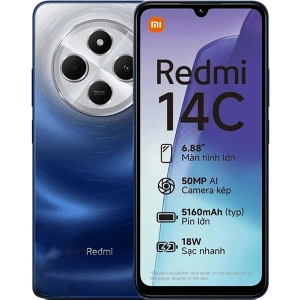 mi
Redmi
14C
6.88"
Màn hình lớn
50MP AI
Camera kép
5160mAh (typ)
Pin lớn
18W
Sạc nhanh
Redmi